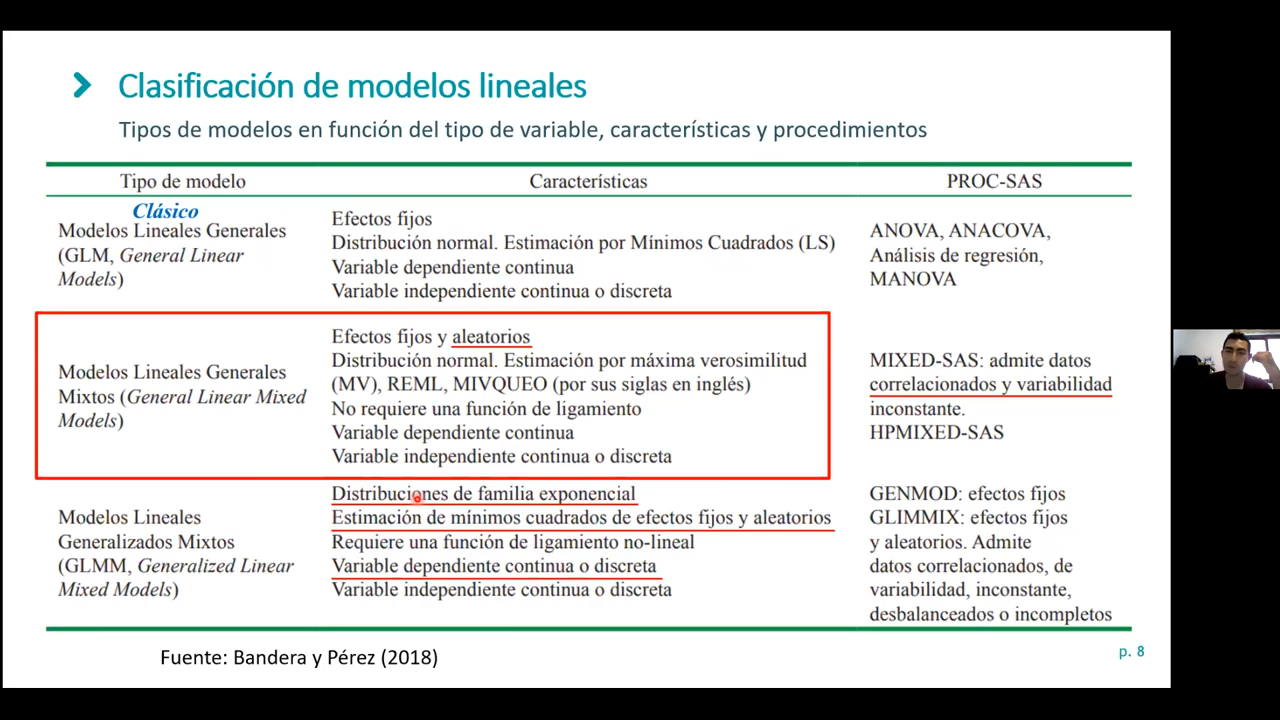 Clasificación de modelos lineales
Tipos de modelos en función del tipo de variable, características y procedimientos
Tipo de modelo
Características
PROC-SAS
Clásico
Modelos Lineales Generales
(GLM, General Linear
Models)
Efectos fijos
Distribución normal. Estimación por Mínimos Cuadrados (LS)
Variable dependiente continua
Variable independiente continua o discreta
ANOVA, ANACOVA,
Análisis de regresión,
MANOVA
Modelos Lineales Generales
Mixtos (General Linear Mixed
Models)
Efectos fijos y aleatorios
Distribución normal. Estimación por máxima verosimilitud
(MV), REML, MIVQUEO (por sus siglas en inglés)
No requiere una función de ligamiento
Variable dependiente continua
Variable independiente continua o discreta
MIXED-SAS: admite datos
correlacionados y variabilidad
inconstante.
HPMIXED-SAS
Modelos Lineales
Generalizados Mixtos
(GLMM, Generalized Linear
Mixed Models)
Distribuciones de familia exponencial
Estimación de mínimos cuadrados de efectos fijos y aleatorios
Requiere una función de ligamiento no-lineal
Variable dependiente continua o discreta
Variable independiente continua o discreta
GENMOD: efectos fijos
GLIMMIX: efectos fijos
y aleatorios. Admite
datos correlacionados, de
variabilidad, inconstante,
desbalanceados o incompletos
Fuente: Bandera y Pérez (2018)
p. 8